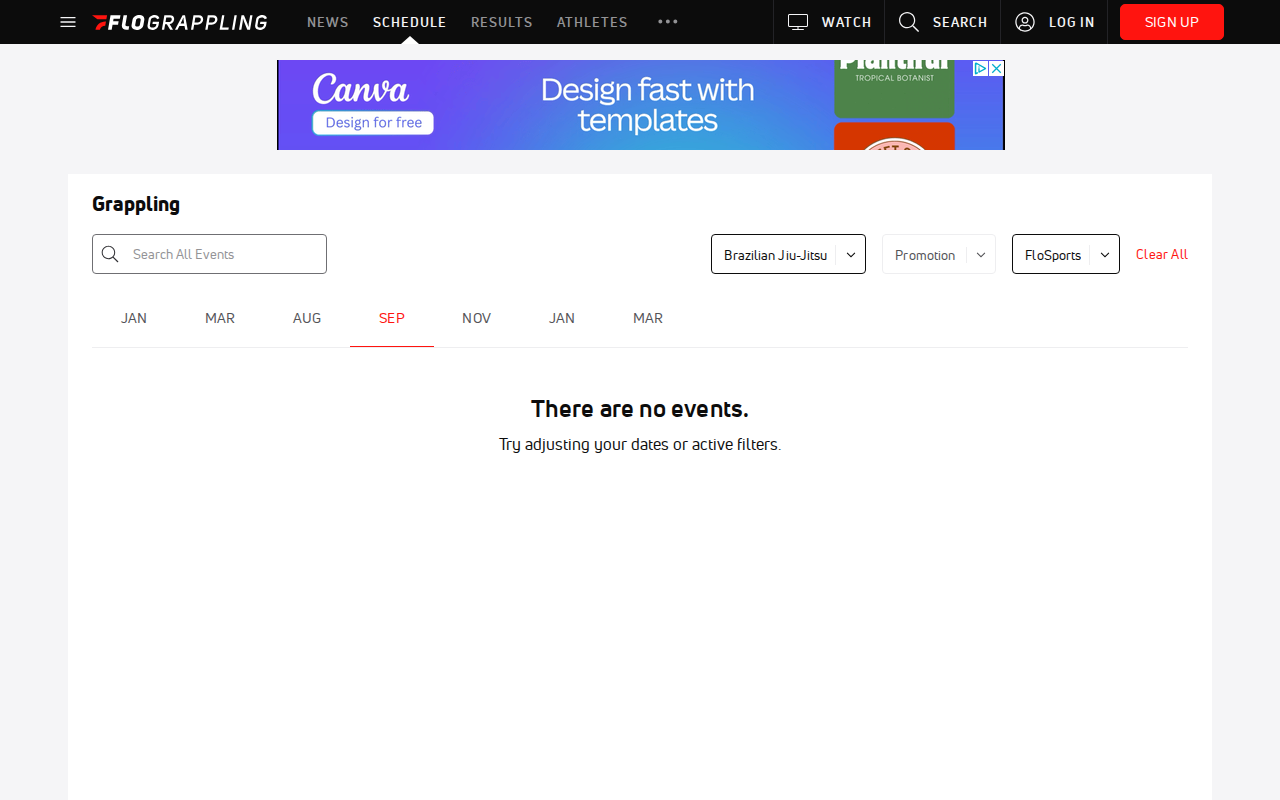 FLOGRAPPLING NEWS SCHEDULE RESULTS ATHLETES WATCH SEARCH LOG IN SIGN UP
Canva
Design for free
Design fast with
templates
TROPICAL BOTANIST
Grappling
Search All Events Brazilian Jiu-Jitsu Promotion FloSports Clear All
JAN MAR AUG SEP NOV JAN MAR
There are no events.
Try adjusting your dates or active filters.